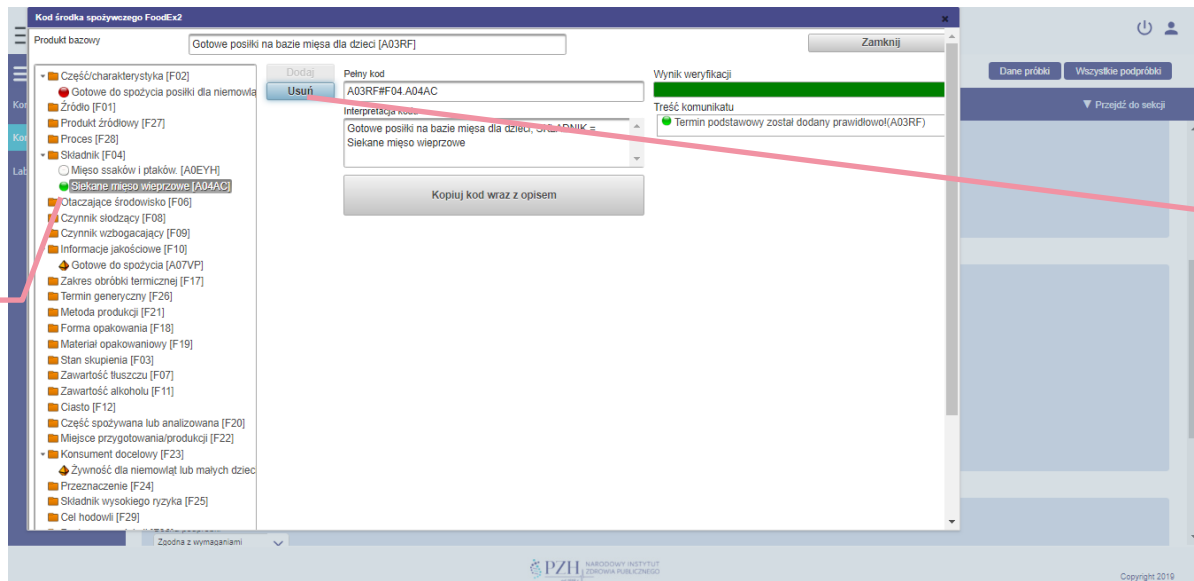 Kod środka spożywczego FoodEx2
Produkt bazowy
Gotowe posiłki na bazie mięsa dla dzieci [A03RF]
Zamknij
Część/charakterystyka [F02]
Gotowe do spożycia posiłki dla niemowlą
Źródło [F01]
Produkt źródłowy [F27]
Proces [F28]
Składnik [F04]
Mięso ssaków i ptaków. [A0EYH]
Siekane mięso wieprzowe [A04AC]
Otaczające środowisko [F06]
Czynnik słodzący [F08]
Czynnik wzbogacający [F09]
Informacje jakościowe [F10]
Gotowe do spożycia [A07VP]
Zakres obróbki termicznej [F17]
Termin generyczny [F26]
Metoda produkcji [F21]
Forma opakowania [F18]
Materiał opakowaniowy [F19]
Stan skupienia [F03]
Zawartość tłuszczu [F07]
Zawartość alkoholu [F11]
Ciasto [F12]
Część spożywana lub analizowana [F20]
Miejsce przygotowania/produkcji [F22]
Konsument docelowy [F23]
Żywność dla niemowląt lub małych dziec
Przeznaczenie [F24]
Składnik wysokiego ryzyka [F25]
Cel hodowli [F29]
Dodaj
Usuń
Pełny kod
A03RF#F04.A04AC
Interpretacja kodu
Gotowe posiłki na bazie mięsa dla dzieci, SKŁADNIK =
Siekane mięso wieprzowe
Kopiuj kod wraz z opisem
Wynik weryfikacji
Treść komunikatu
Termin podstawowy został dodany prawidłowo!(A03RF)
Dane próbki
Wszystkie podpróbki
Przejdź do sekcji
Kor
Kor
Lab
Zgodna z wymaganiami
PZH
NARODOWY INSTYTUT
ZDROWIA PUBLICZNEGO
Copyright 2019